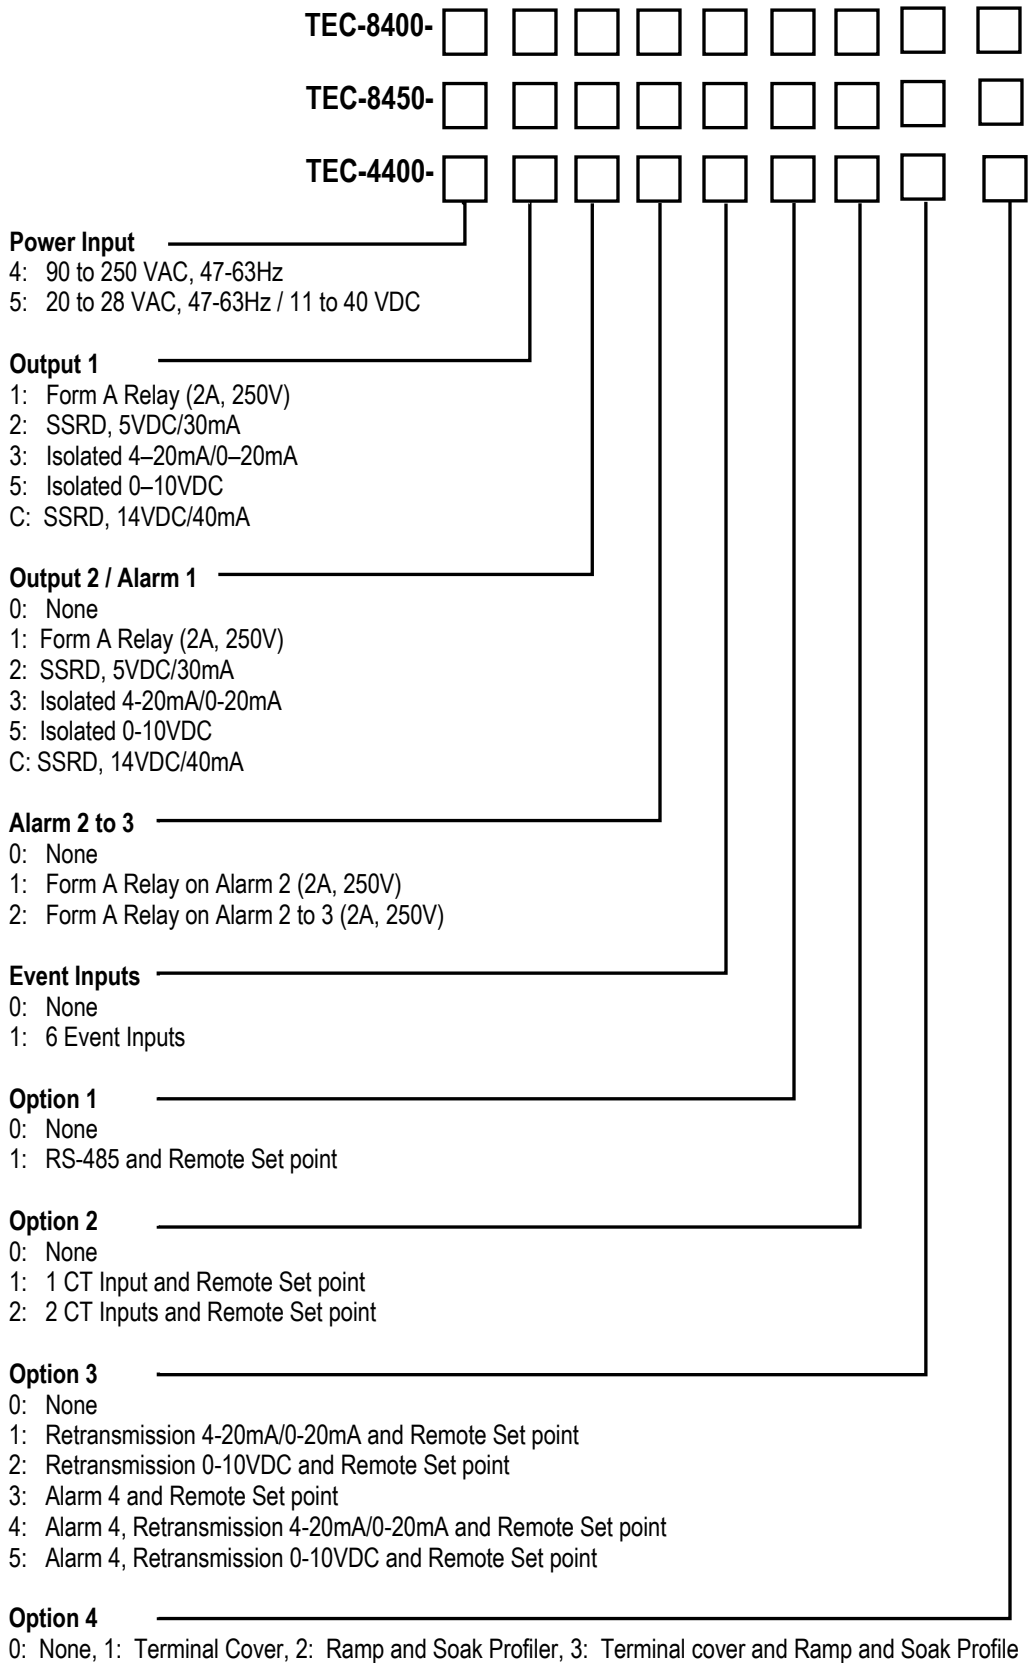 TEC-8400-
TEC-8450-
TEC-4400-
Power Input
4: 90 to 250 VAC, 47-63Hz
5: 20 to 28 VAC, 47-63Hz / 11 to 40 VDC
Output 1
1: Form A Relay (2A, 250V)
2: SSRD, 5VDC/30mA
3: Isolated 4–20mA/0–20mA
5: Isolated 0–10VDC
C: SSRD, 14VDC/40mA
Output 2 / Alarm 1
0: None
1: Form A Relay (2A, 250V)
2: SSRD, 5VDC/30mA
3: Isolated 4-20mA/0-20mA
5: Isolated 0-10VDC
C: SSRD, 14VDC/40mA
Alarm 2 to 3
0: None
1: Form A Relay on Alarm 2 (2A, 250V)
2: Form A Relay on Alarm 2 to 3 (2A, 250V)
Event Inputs
0: None
1: 6 Event Inputs
Option 1
0: None
1: RS-485 and Remote Set point
Option 2
0: None
1: 1 CT Input and Remote Set point
2: 2 CT Inputs and Remote Set point
Option 3
0: None
1: Retransmission 4-20mA/0-20mA and Remote Set point
2: Retransmission 0-10VDC and Remote Set point
3: Alarm 4 and Remote Set point
4: Alarm 4, Retransmission 4-20mA/0-20mA and Remote Set point
5: Alarm 4, Retransmission 0-10VDC and Remote Set point
Option 4
0: None, 1: Terminal Cover, 2: Ramp and Soak Profiler, 3: Terminal cover and Ramp and Soak Profile